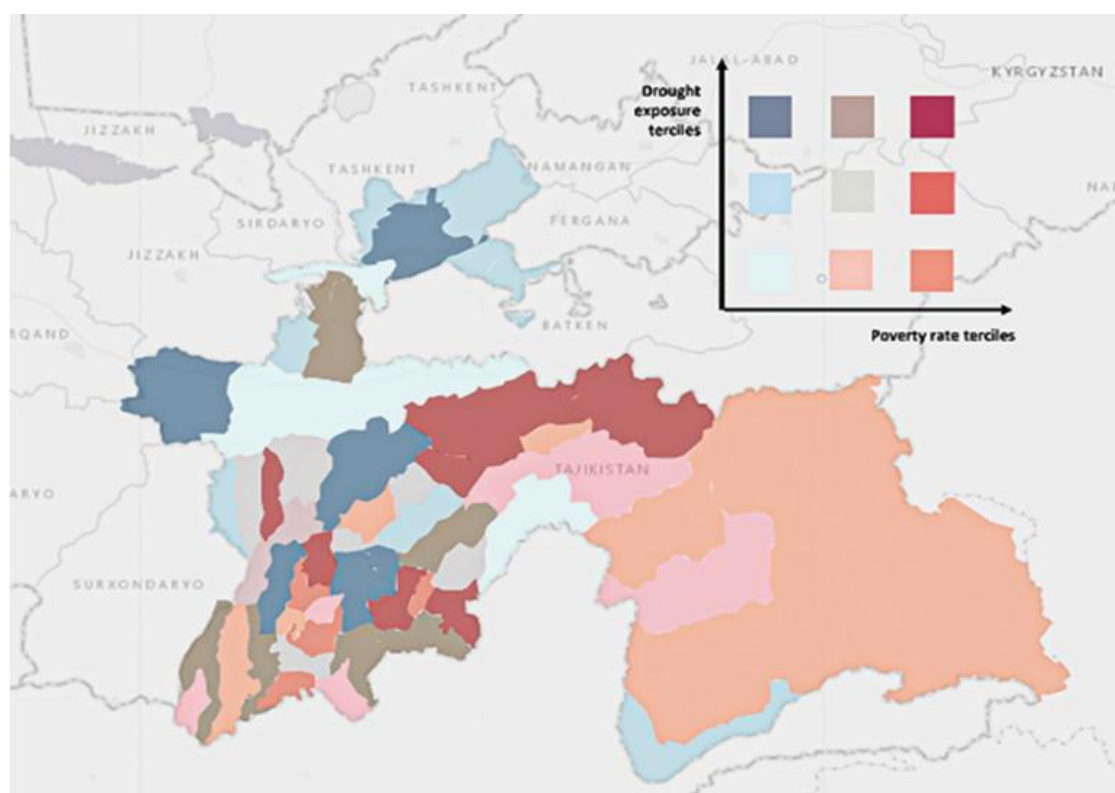 JALAL-ABAD
KYRGYZSTAN
Drought
exposure
terciles
TASHKENT
JIZZAKH
TASHKENT
NAMANGAN
NA
SIRDARYO
FERGANA
JIZZAKH
RQAND
BATKEN
Poverty rate terciles
TAJIKISTAN
ARYO
SURXONDARYO